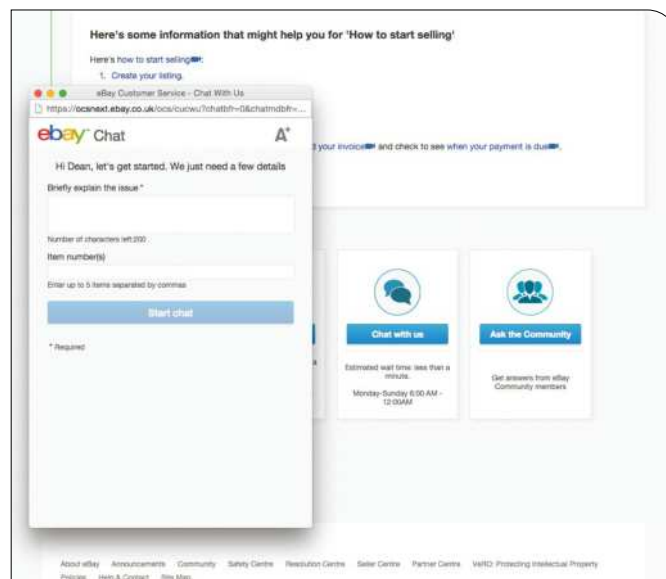 Here's some information that might help you for 'How to start selling'
Here's how to start selling:
1. Create your listing.
your invoice and check to see when your payment is due.
eBay Customer Service - Chat With Us
https://ocsnext.ebay.co.uk/ocs/cucwu?chatbfr=0&chatmdbfr=...
ebay Chat
A+
Hi Dean, let's get started. We just need a few details
Briefly explain the issue *
Number of characters left:200
Item number(s)
Enter up to 5 items separated by commas
Start chat
* Required
Chat with us
Estimated wait time: less than a
minute.
Monday-Sunday 6:00 AM -
12:00AM
Ask the Community
Get answers from eBay
Community members
About eBay Announcements Community Safety Centre Resolution Centre Seller Centre Partner Centre VeRO: Protecting Intellectual Property
Policies Help & Contact Site Map